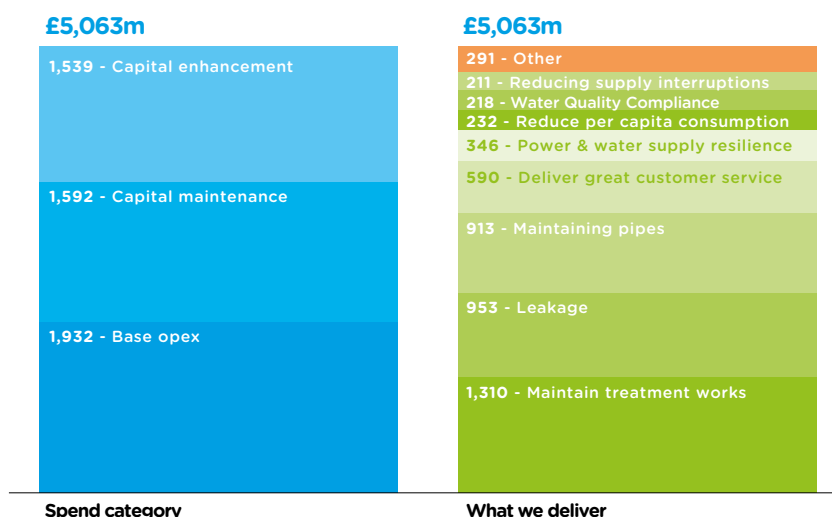 £5,063m
1,539 - Capital enhancement
1,592 - Capital maintenance
1,932 - Base opex
Spend category
£5,063m
291 - Other
211 - Reducing supply interruptions
218 - Water Quality Compliance
232 - Reduce per capita consumption
346 - Power & water supply resilience
590 - Deliver great customer service
913 - Maintaining pipes
953 - Leakage
1,310 - Maintain treatment works
What we deliver